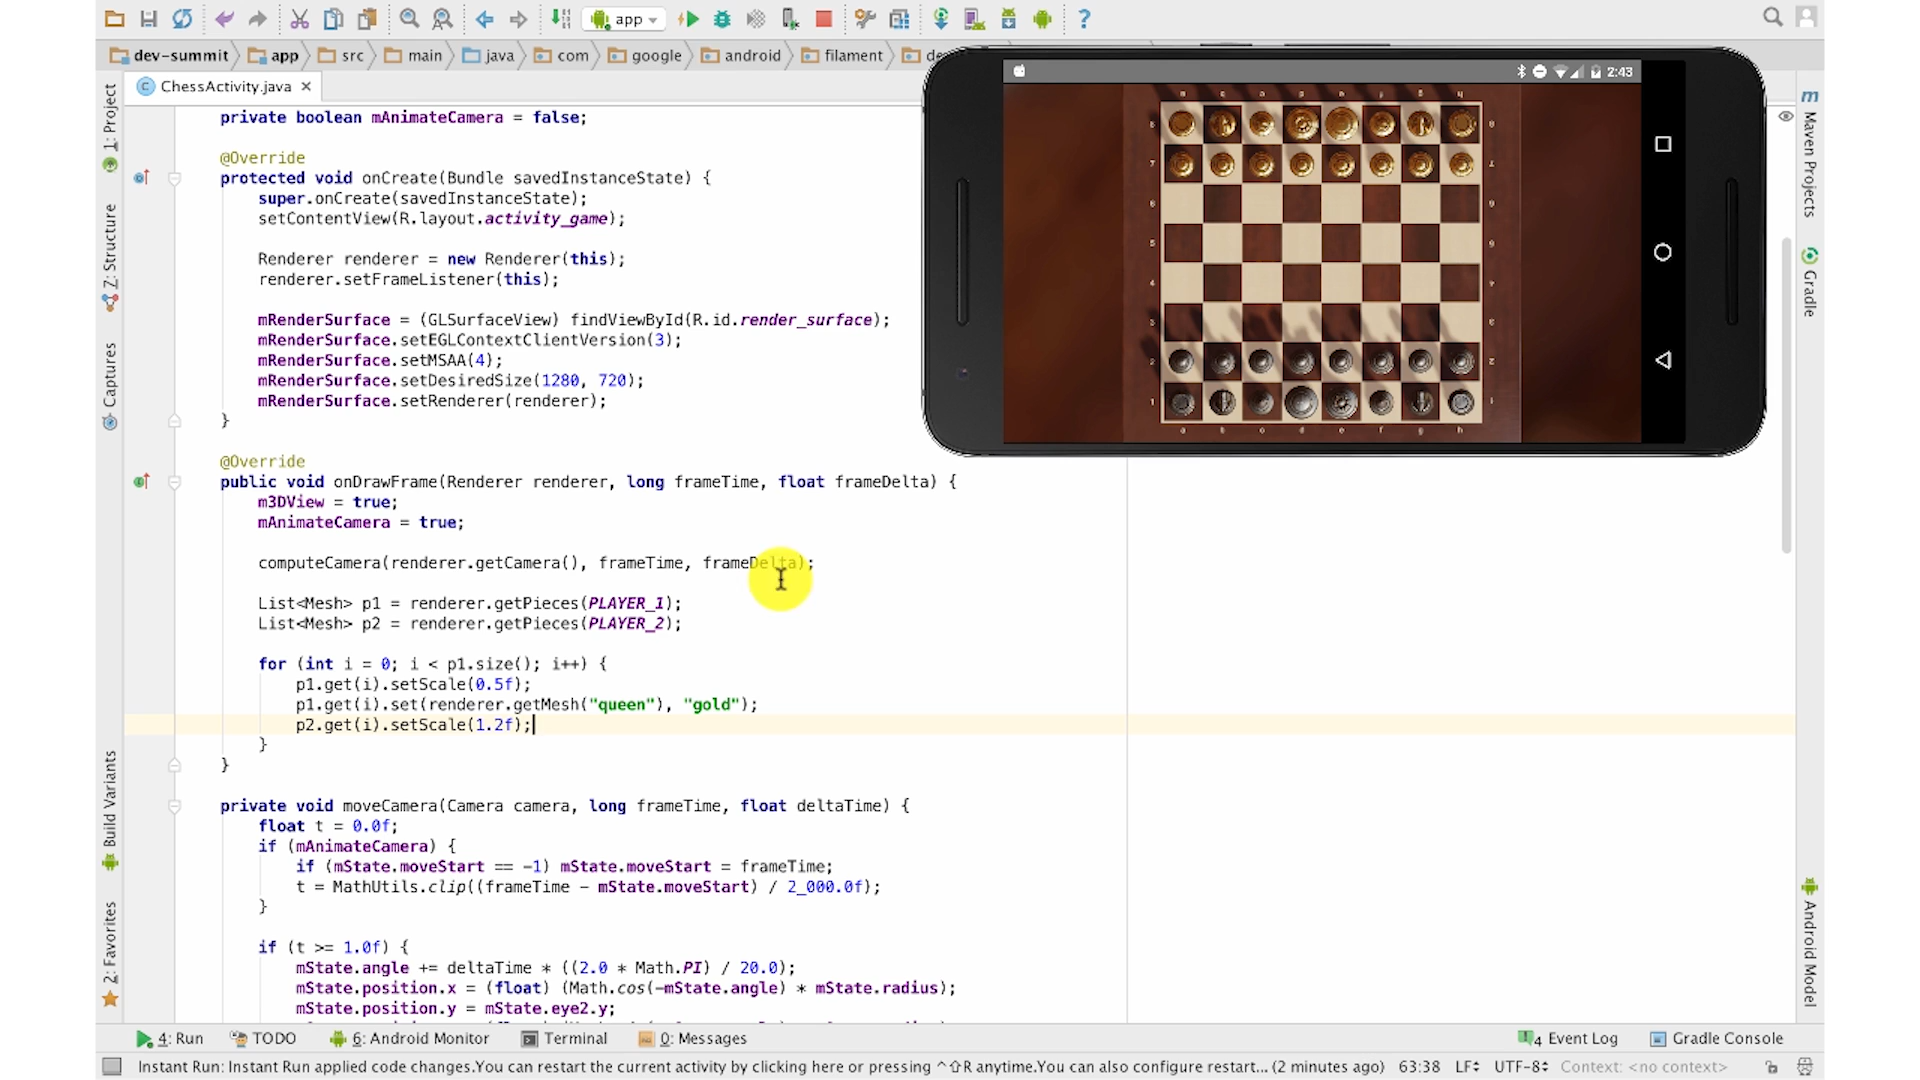 app
dev-summit
app
src
main
java
com
google
android
filament
ChessActivity.java
1: Project
Z: Structure
Captures
Build Variants
2: Favorites
private boolean mAnimateCamera = false;
@Override
protected void onCreate(Bundle savedInstanceState) {
super.onCreate(savedInstanceState);
setContentView(R.layout.activity_game);
Renderer renderer = new Renderer(this);
renderer.setFrameListener(this);
mRenderSurface = (GLSurfaceView) findViewById(R.id.render_surface);
mRenderSurface.setEGLContextClientVersion(3);
mRenderSurface.setMSAA(4);
mRenderSurface.setDesiredSize(1280, 720);
mRenderSurface.setRenderer(renderer);
}
@Override
public void onDrawFrame(Renderer renderer, long frameTime, float frameDelta) {
m3DView = true;
mAnimateCamera = true;
computeCamera(renderer.getCamera(), frameTime, frameDelta);
List<Mesh> p1 = renderer.getPieces(PLAYER_1);
List<Mesh> p2 = renderer.getPieces(PLAYER_2);
for (int i = 0; i < p1.size(); i++) {
p1.get(i).setScale(0.5f);
p1.get(i).set(renderer.getMesh("queen"), "gold");
p2.get(i).setScale(1.2f);
}
}
private void moveCamera(Camera camera, long frameTime, float deltaTime) {
float t = 0.0f;
if (mAnimateCamera) {
if (mState.moveStart == -1) mState.moveStart = frameTime;
t = MathUtils.clip((frameTime - mState.moveStart) / 2_000.0f);
}
if (t >= 1.0f) {
mState.angle += deltaTime * ((2.0 * Math.PI) / 20.0);
mState.position.x = (float) (Math.cos(-mState.angle) * mState.radius);
mState.position.y = mState.eye2.y;
2:43
Maven Projects
Gradle
Android Model
4: Run
TODO
6: Android Monitor
Terminal
0: Messages
4 Event Log
Gradle Console
Instant Run: Instant Run applied code changes.You can restart the current activity by clicking here or pressing ^⇧R anytime.You can also configure restart... (2 minutes ago)
63:38
LF
UTF-8
Context: <no context>